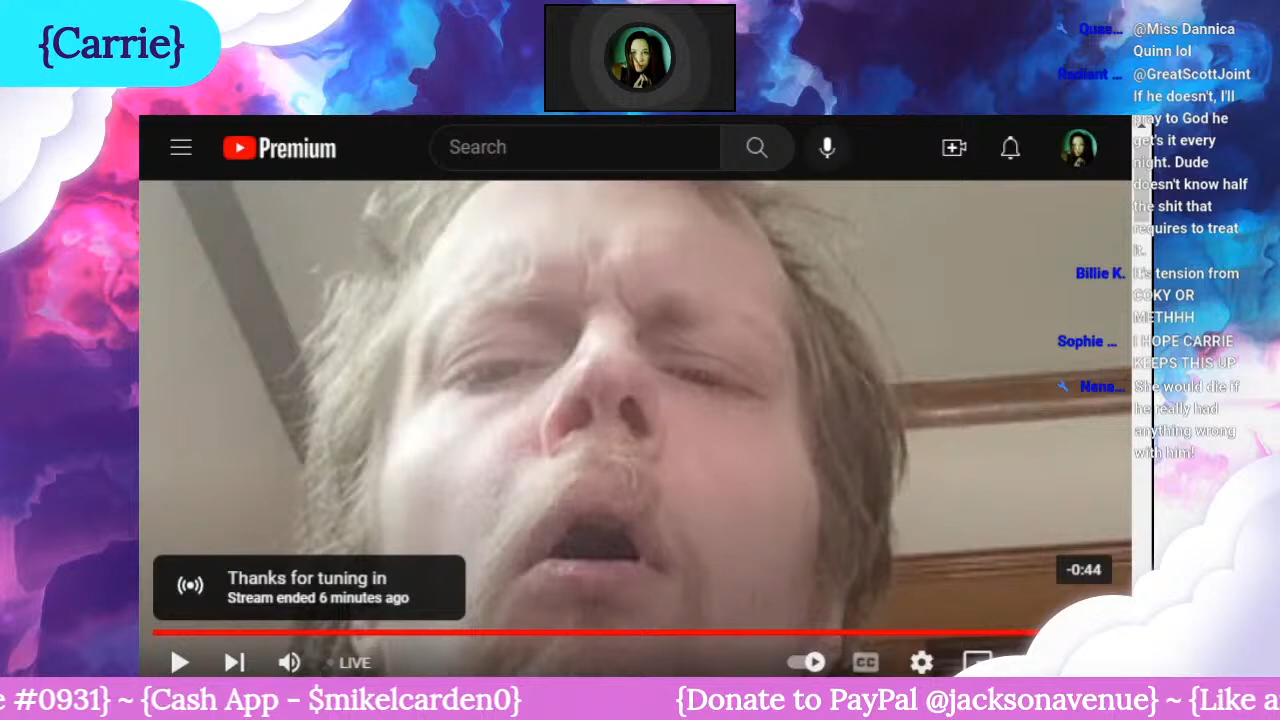 {Carrie}
Premium
Search
Thanks for tuning in
Stream ended 6 minutes ago
-0:44
LIVE
CC
@Miss Dannica
Quinn lol
Radiant ...
@GreatScottJoint
If he doesn't, I'll
pray to God he
get's it every
night. Dude
doesn't know half
the shit that
requires to treat
it.
Billie K.
It's tension from
COKY OR
METHHH
Sophie ...
I HOPE CARRIE
KEEPS THIS UP
Nana...
She would die if
he really had
anything wrong
with him!
e #0931} ~ {Cash App - $mikelcarden0}
{Donate to PayPal @jacksonavenue} ~ {Like a